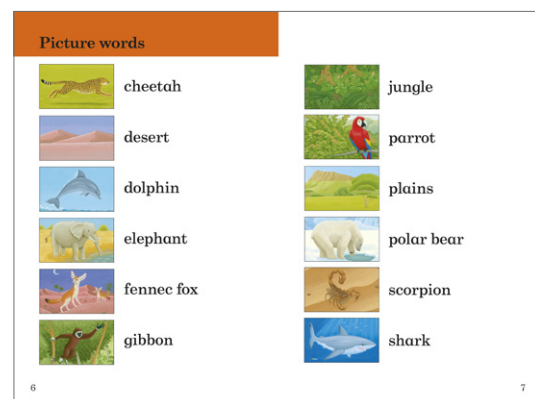 Picture words
cheetah
desert
dolphin
elephant
fennec fox
gibbon
6
jungle
parrot
plains
polar bear
scorpion
shark
7